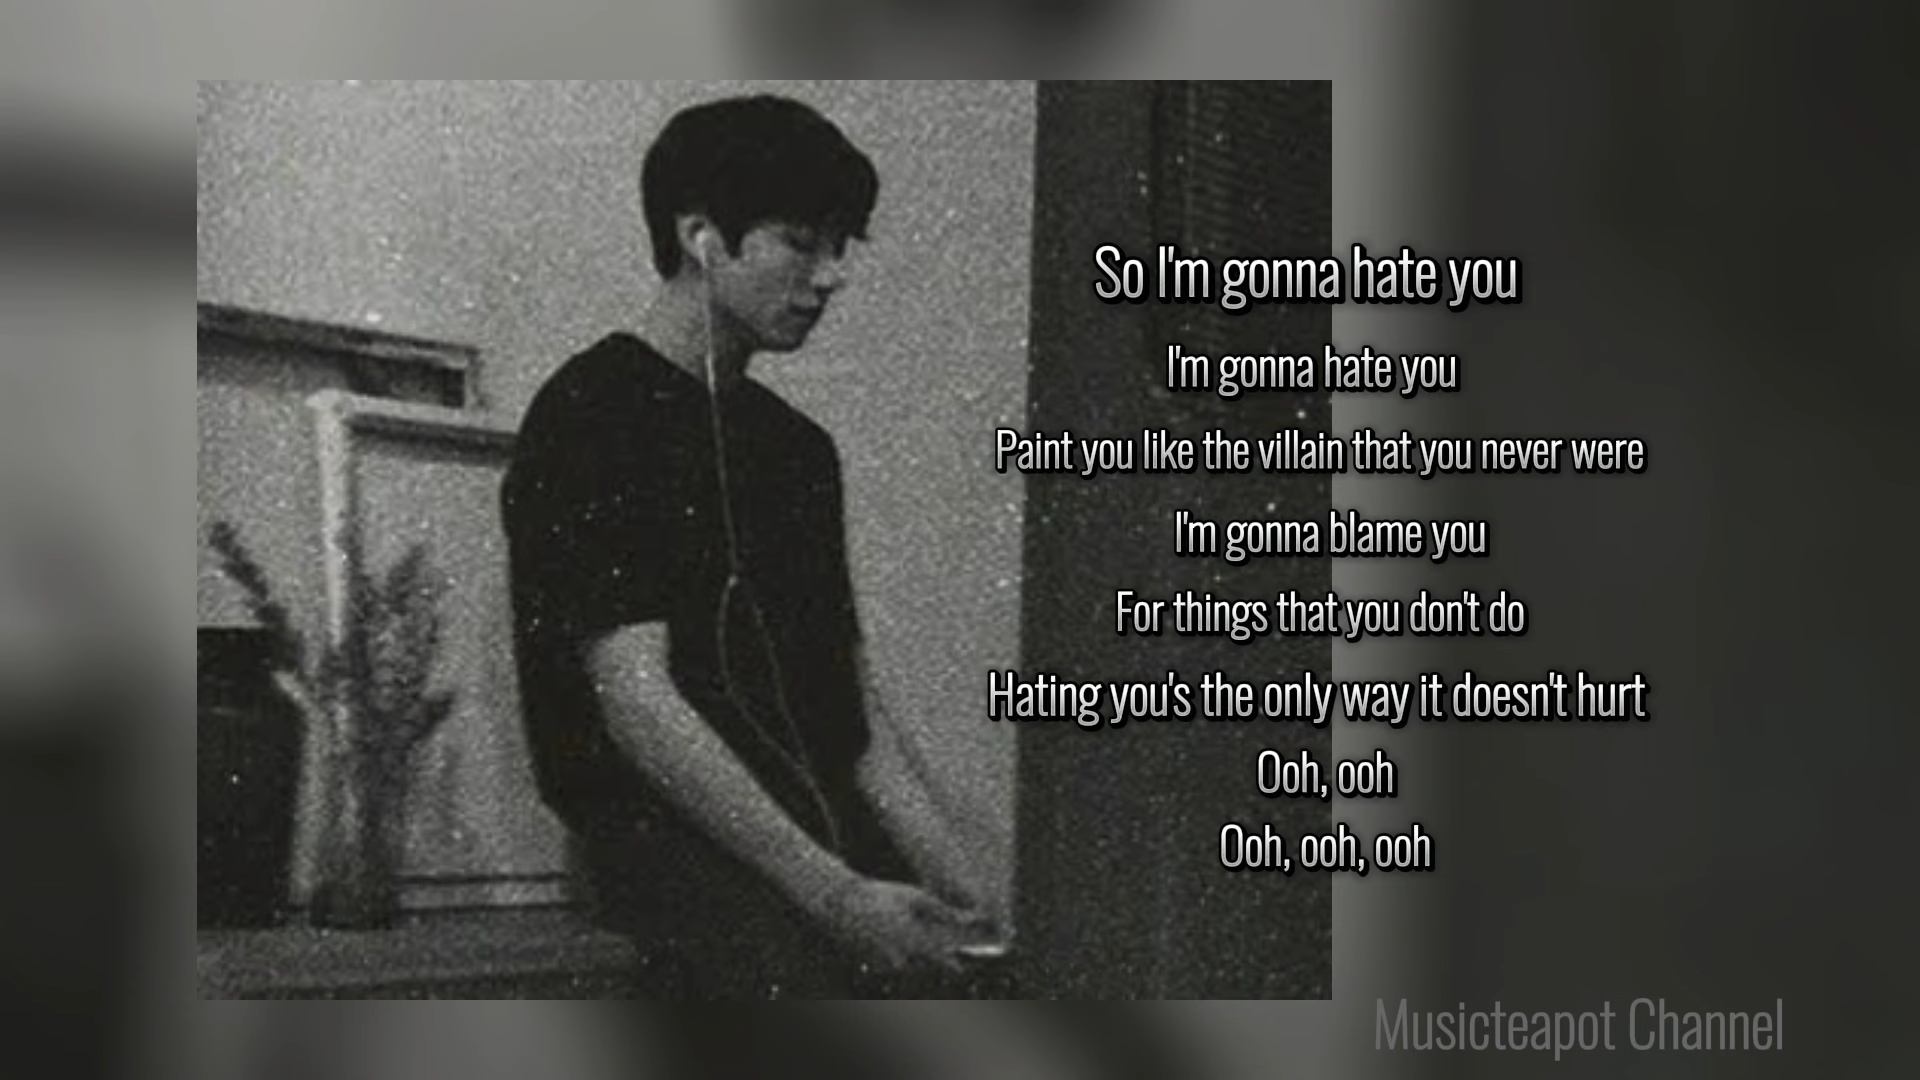 So I'm gonna hate you
I'm gonna hate you
Paint you like the villain that you never were
I'm gonna blame you
For things that you don't do
Hating you's the only way it doesn't hurt
Ooh, ooh
Ooh, ooh, ooh
Musicteapot Channel